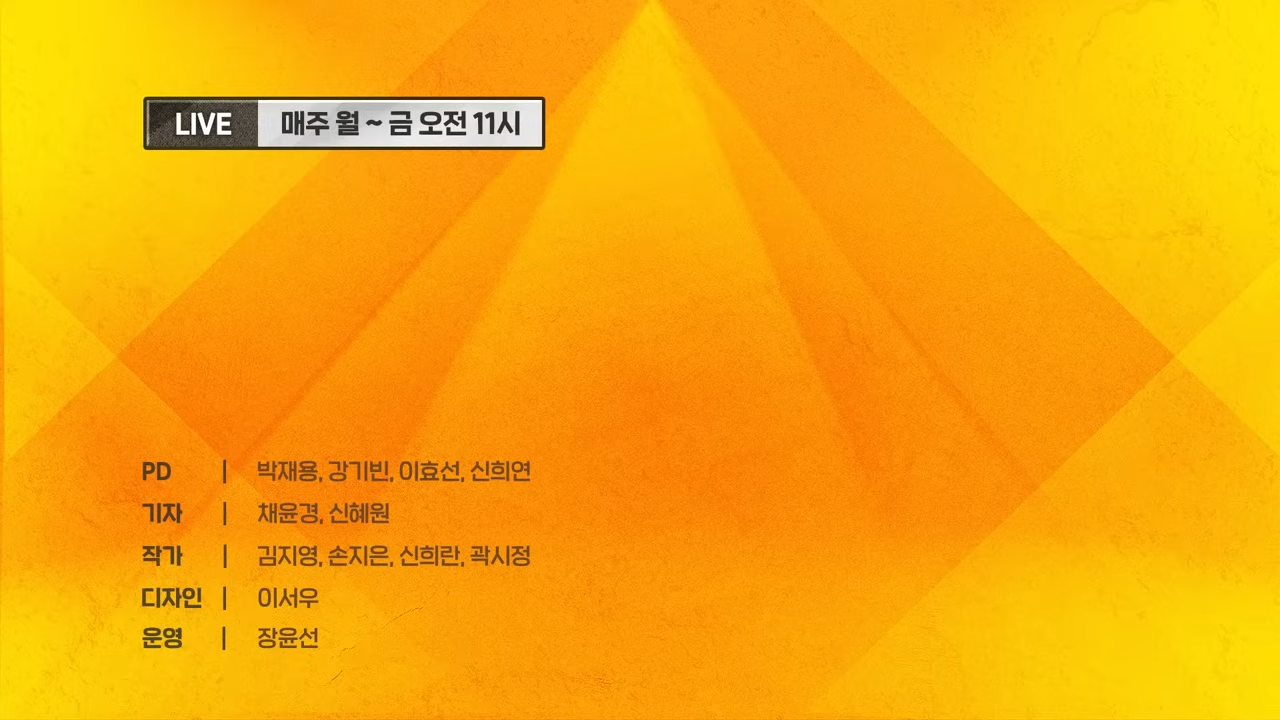 LIVE 매주 월 ~ 금 오전 11시
PD | 박재용, 강기빈, 이효선, 신희연
기자 | 채윤경, 신혜원
작가 | 김지영, 손지은, 신희란, 곽시정
디자인 | 이서우
운영 | 장윤선